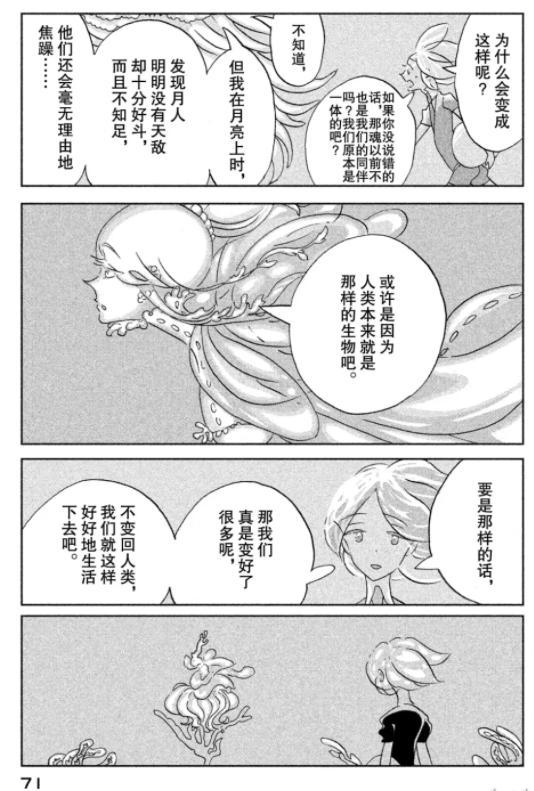 为什么会变成
这样呢？
如果你没说错的
话，那魂以前不
也是我们的同伴
吗？我们原本是
一体的吧？
不知道，
但我在月亮上时，
发现月人
明明没有天敌
却十分好斗，
而且不知足，
他们还会毫无理由地
焦躁……
或许是因为
人类本来就是
那样的生物吧。
要是那样的话，
那我们
真是变好了
很多呢，
不变回人类，
我们就这样
好好地生活
下去吧。
71